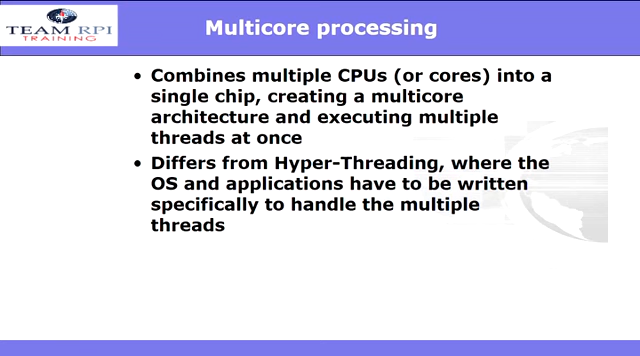 TEAM RPI
TRAINING
Multicore processing
• Combines multiple CPUs (or cores) into a
single chip, creating a multicore
architecture and executing multiple
threads at once
• Differs from Hyper-Threading, where the
OS and applications have to be written
specifically to handle the multiple
threads